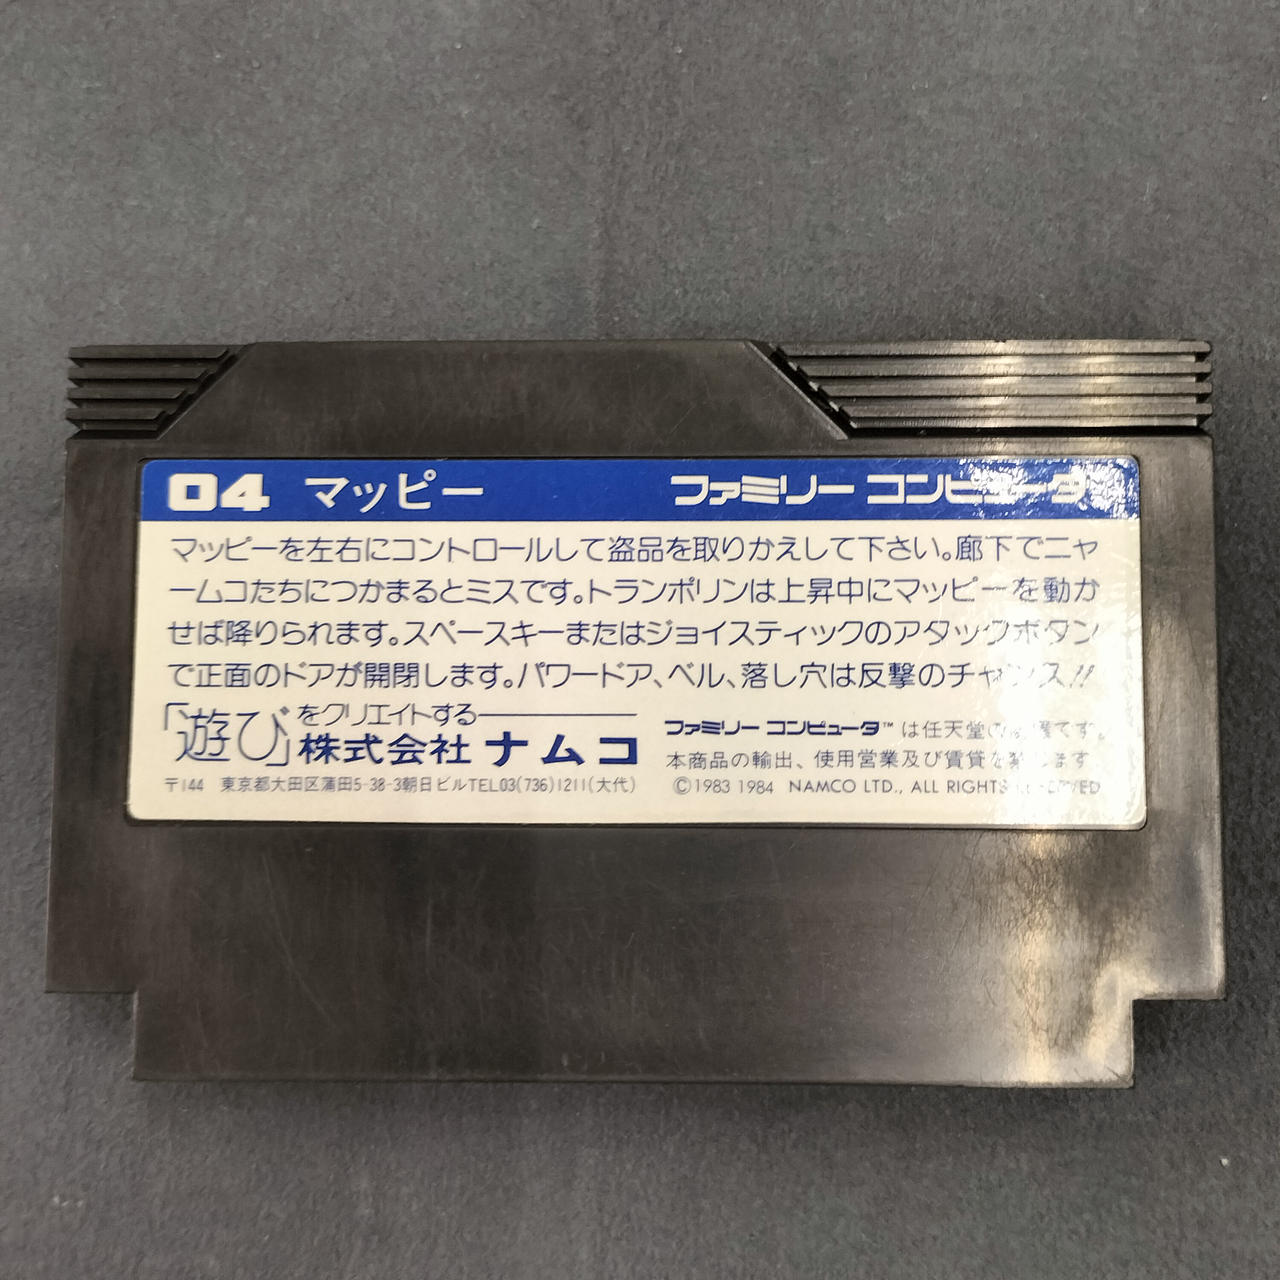 04 マッピー ファミリー コンピュータ
マッピーを左右にコントロールして盗品を取りかえして下さい。廊下でニャ
ームコたちにつかまるとミスです。トランポリンは上昇中にマッピーを動か
せば降りられます。スペースキーまたはジョイスティックのアタックボタン
で正面のドアが開閉します。パワードア、ベル、落し穴は反撃のチャンス!!
「遊び」をクリエイトする
株式会社 ナムコ
〒144 東京都大田区蒲田5-38-3朝日ビルTEL03(736)1211(大代)
ファミリー コンピュータ™ は任天堂の です。
本商品の輸出、使用営業及び賃貸を禁じます。
©1983 1984 NAMCO LTD., ALL RIGHTS RESERVED